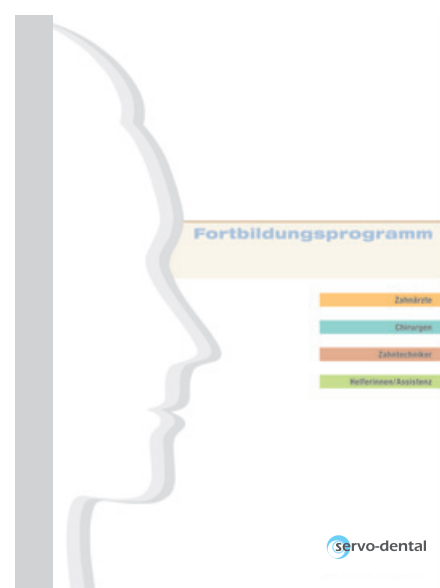 Fortbildungsprogramm
Zahnärzte
Chirurgen
Zahntechniker
Helferinnen/Assistenz
servo-dental